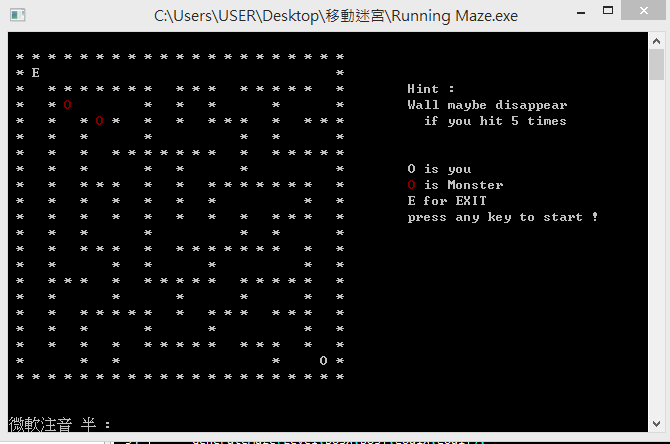 C:\Users\USER\Desktop\移動迷宮\Running Maze.exe
E
O
O
Hint :
Wall maybe disappear
if you hit 5 times
O is you
O is Monster
E for EXIT
press any key to start !
O
微軟注音 半 :